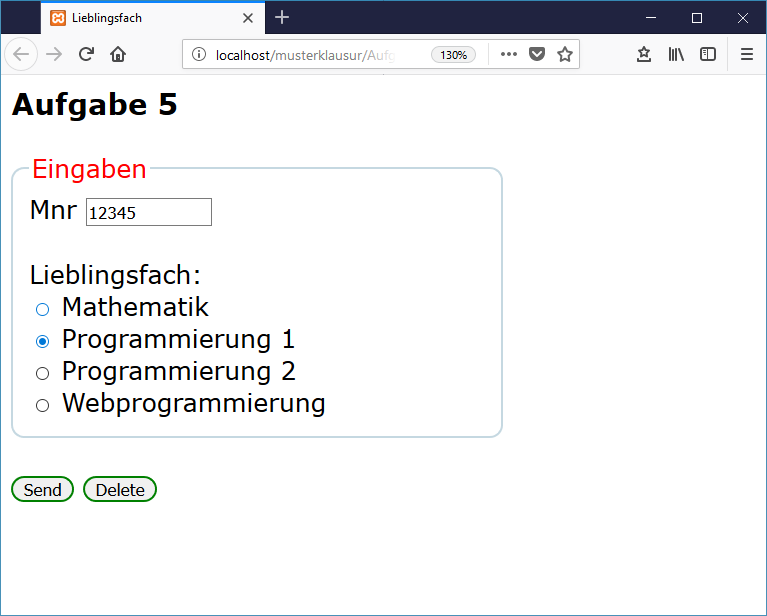 Lieblingsfach
localhost/musterklausur/Aufg
130%
Aufgabe 5
Eingaben
Mnr 12345
Lieblingsfach:
Mathematik
Programmierung 1
Programmierung 2
Webprogrammierung
Send Delete